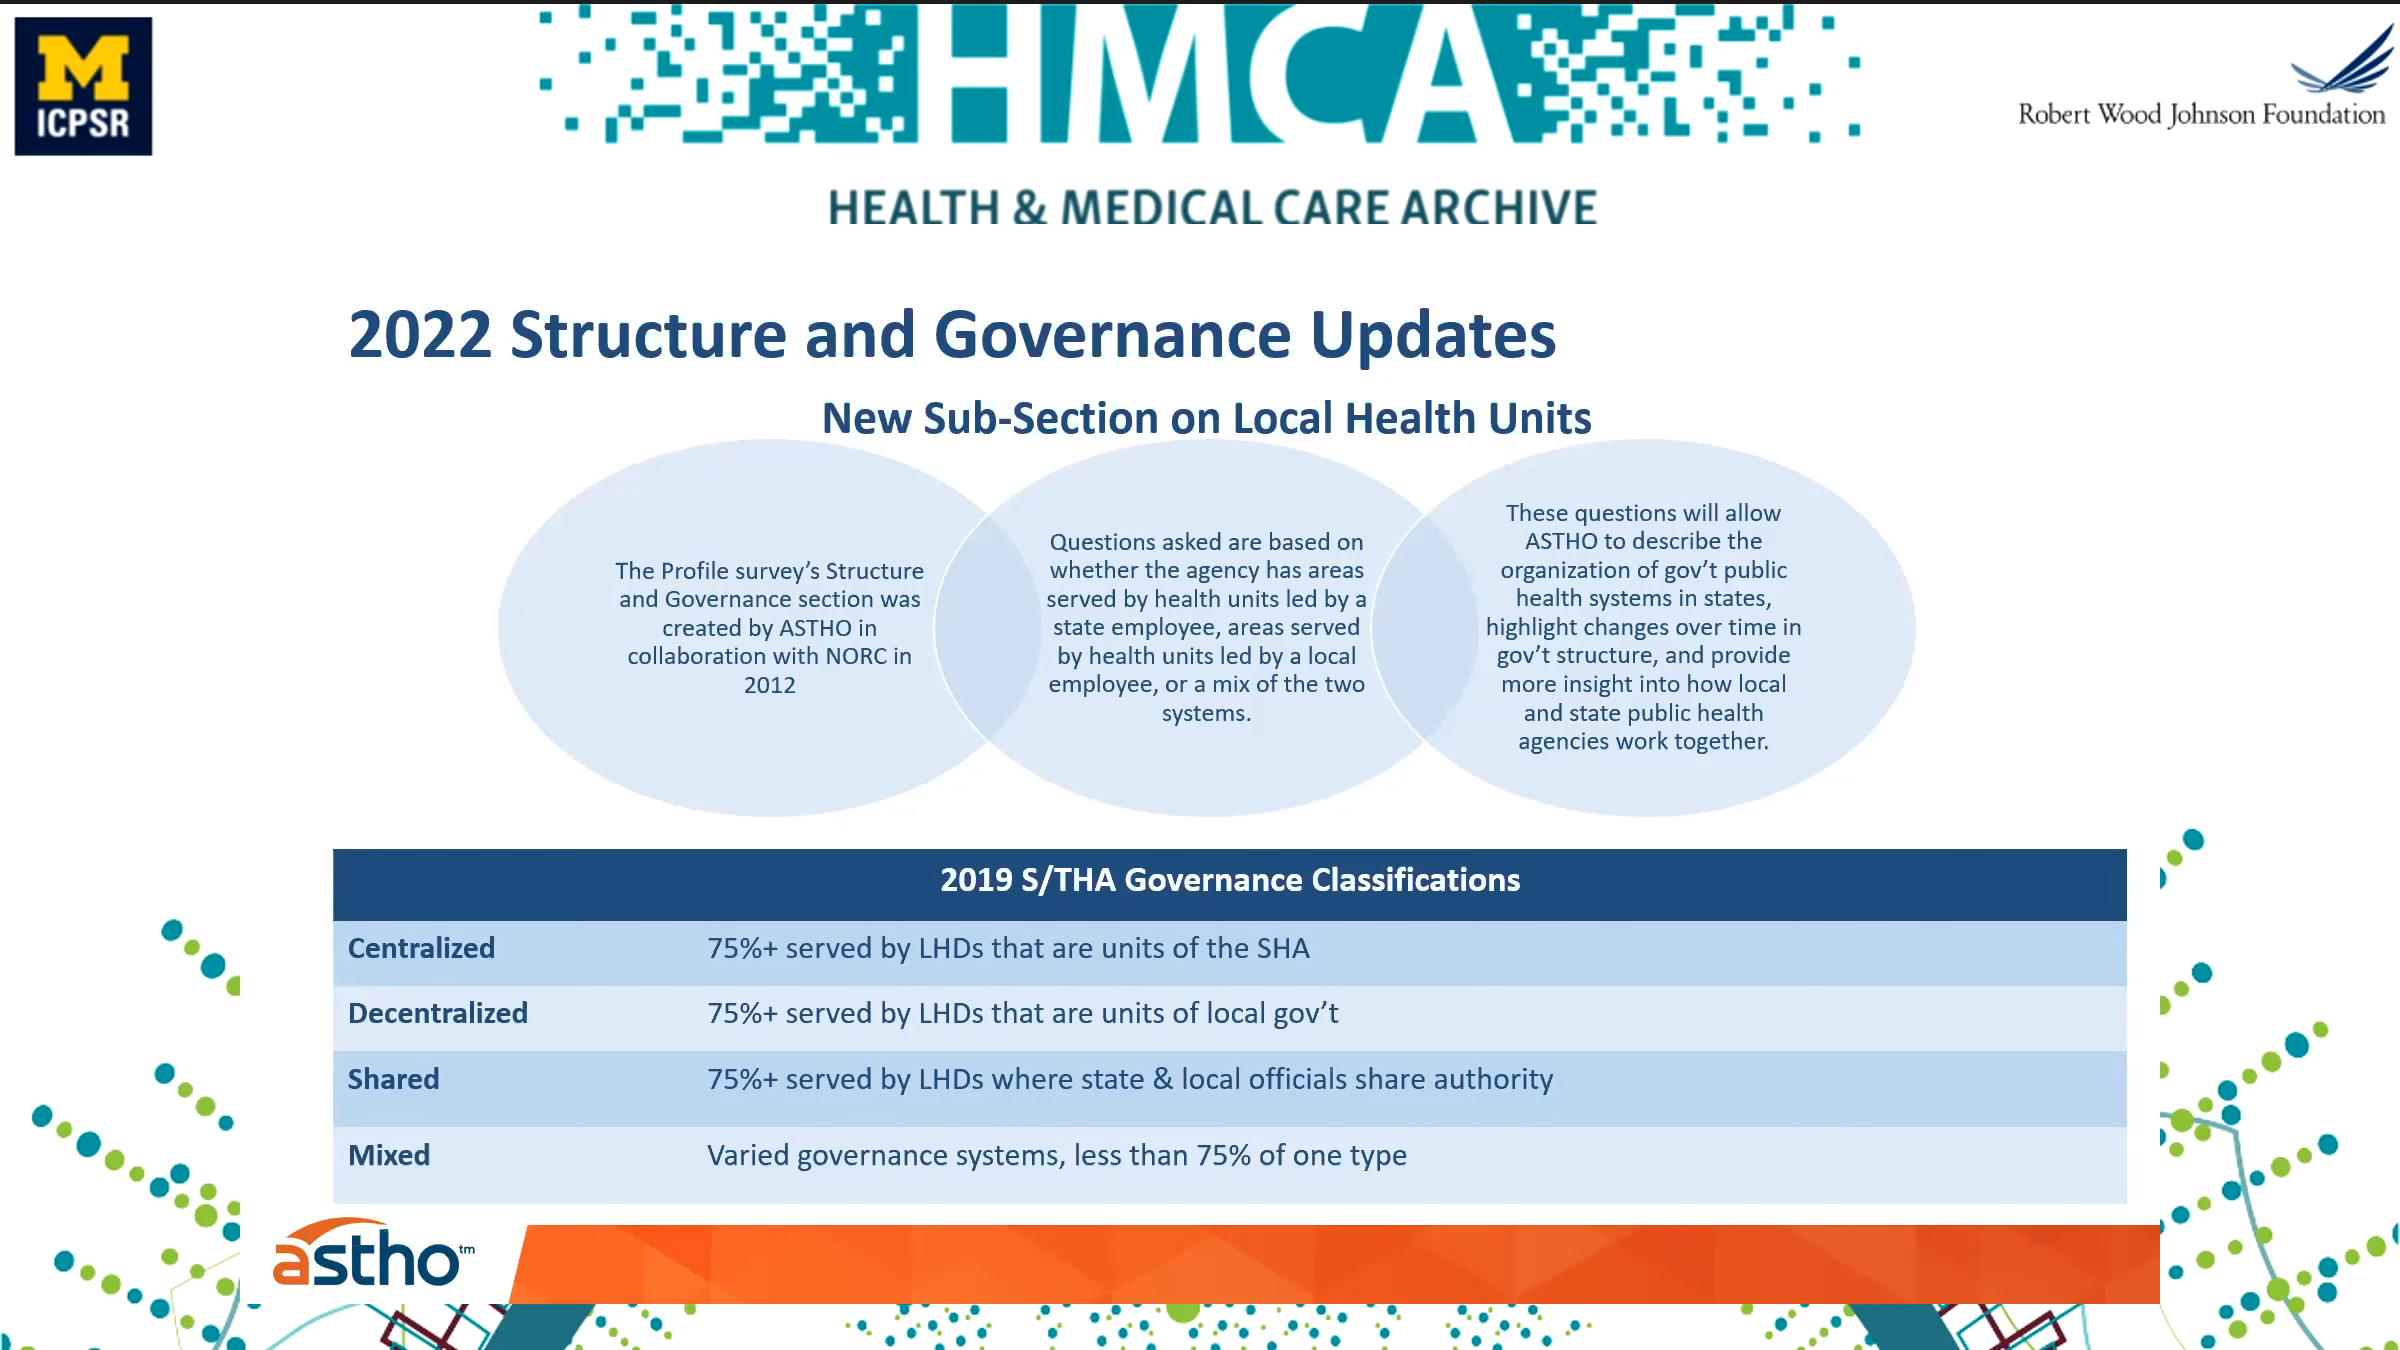 M
ICPSR
HMCA
HEALTH & MEDICAL CARE ARCHIVE
Robert Wood Johnson Foundation
2022 Structure and Governance Updates
New Sub-Section on Local Health Units
The Profile survey’s Structure
and Governance section was
created by ASTHO in
collaboration with NORC in
2012
Questions asked are based on
whether the agency has areas
served by health units led by a
state employee, areas served
by health units led by a local
employee, or a mix of the two
systems.
These questions will allow
ASTHO to describe the
organization of gov’t public
health systems in states,
highlight changes over time in
gov’t structure, and provide
more insight into how local
and state public health
agencies work together.
2019 S/THA Governance Classifications
Centralized 75%+ served by LHDs that are units of the SHA
Decentralized 75%+ served by LHDs that are units of local gov’t
Shared 75%+ served by LHDs where state & local officials share authority
Mixed Varied governance systems, less than 75% of one type
astho™